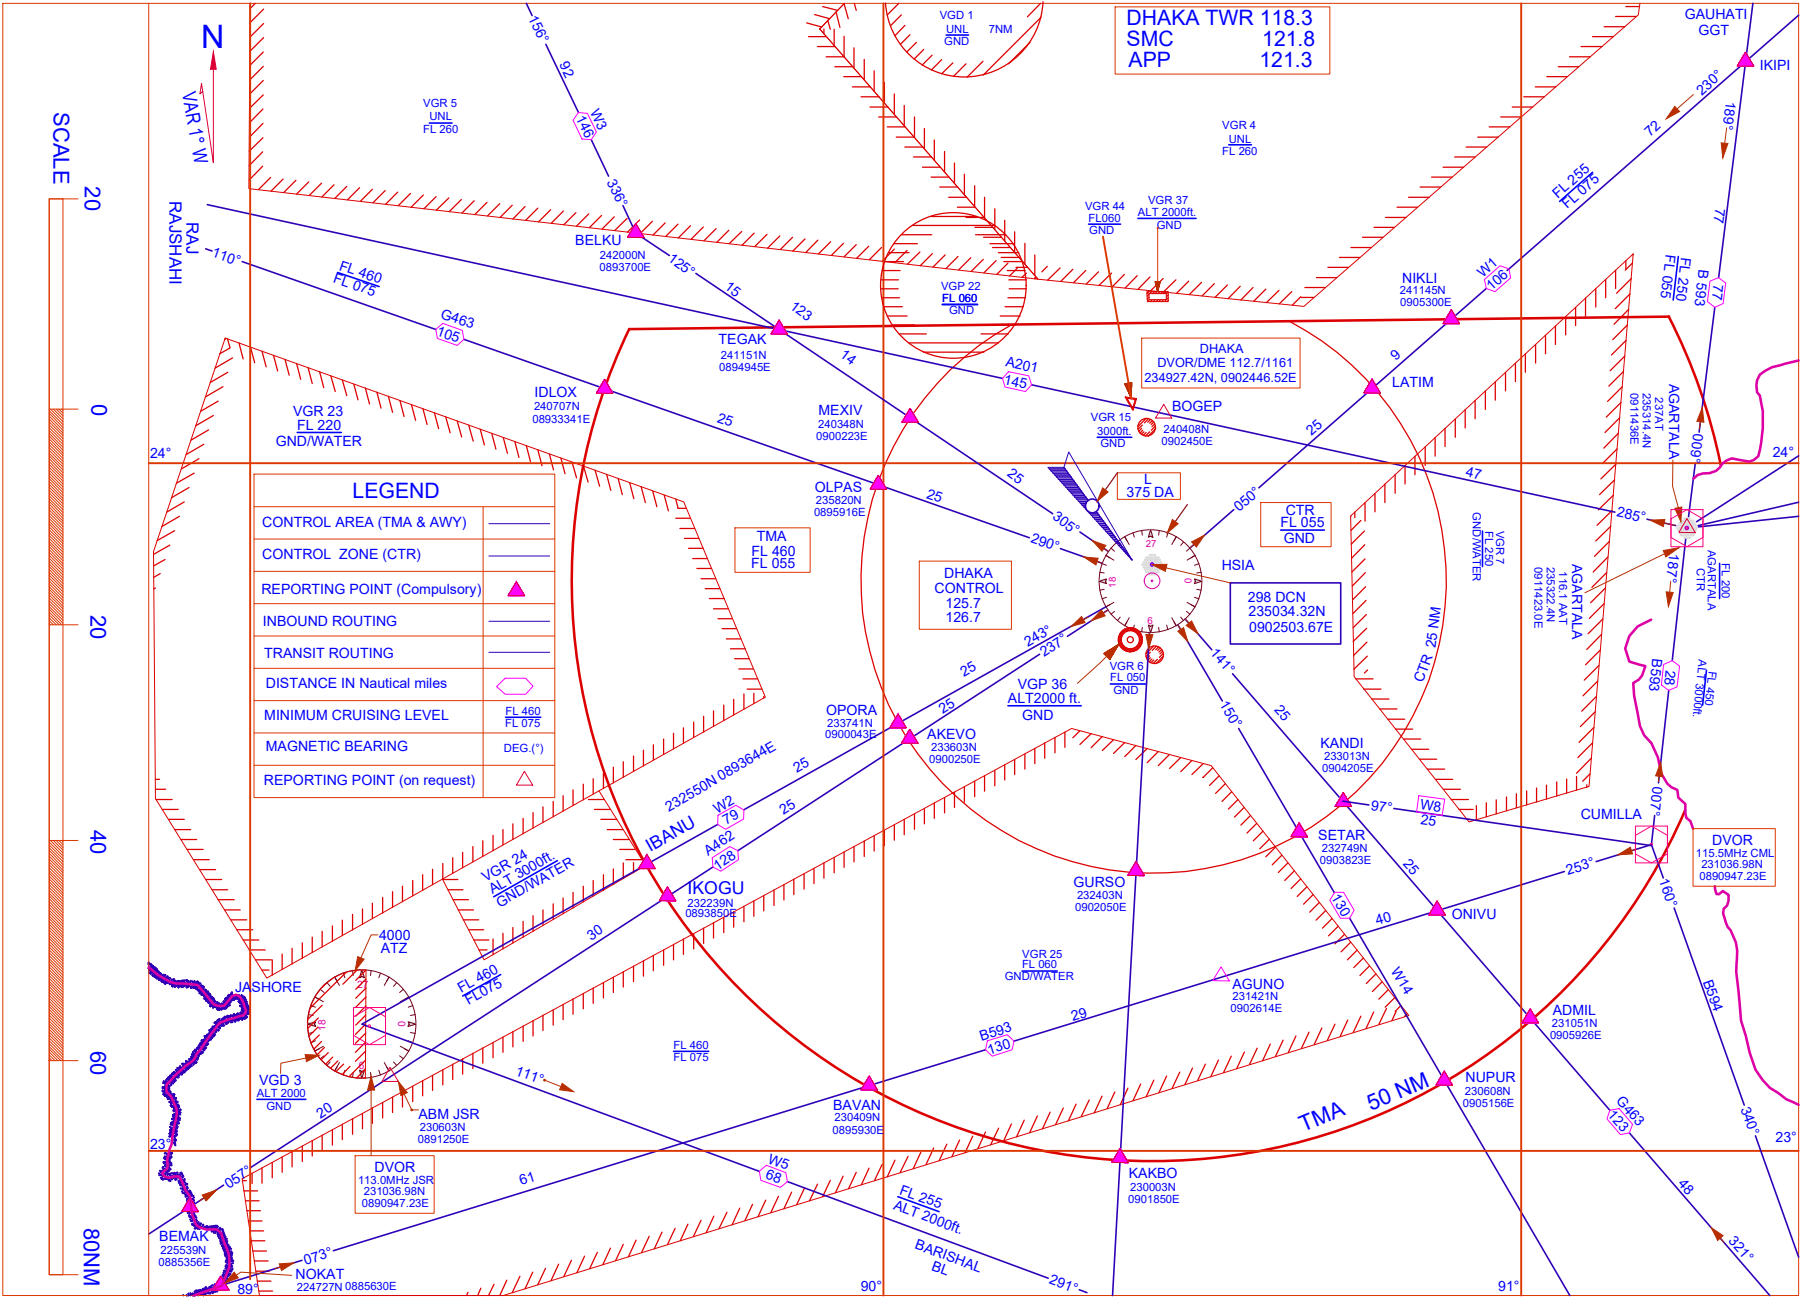 DHAKA TWR 118.3
SMC 121.8
APP 121.3
GAUHATI
GGT
IKIPI
230°
189°
72
77
FL 255
FL 075
W1
106
B 593
FL 250
FL 055
77
NIKLI
241145N
0905300E
9
LATIM
25
050°
VGD 1
UNL
GND
7NM
VGR 5
UNL
FL 260
VGR 4
UNL
FL 260
156°
92
W3
146
336°
N
VAR 1° W
SCALE
20
0
20
40
60
80NM
RAJ
RAJSHAHI
110°
FL 460
FL 075
G463
105
BELKU
242000N
0893700E
125°
15
123
TEGAK
241151N
0894945E
14
IDLOX
240707N
08933341E
25
MEXIV
240348N
0900223E
25
305°
OLPAS
235820N
0895916E
25
290°
VGP 22
FL 060
GND
VGR 44
FL060
GND
VGR 37
ALT 2000ft.
GND
A201
145
DHAKA
DVOR/DME 112.7/1161
234927.42N, 0902446.52E
BOGEP
240408N
0902450E
VGR 15
3000ft.
GND
47
285°
AGARTALA
237AT
235314.4N
0911436E
009°
24°
24°
VGR 23
FL 220
GND/WATER
LEGEND
CONTROL AREA (TMA & AWY)
CONTROL ZONE (CTR)
REPORTING POINT (Compulsory)
INBOUND ROUTING
TRANSIT ROUTING
DISTANCE IN Nautical miles
MINIMUM CRUISING LEVEL FL 460
FL 075
MAGNETIC BEARING DEG.(°)
REPORTING POINT (on request)
TMA
FL 460
FL 055
L
375 DA
CTR
FL 055
GND
27
0
6
18
HSIA
DHAKA
CONTROL
125.7
126.7
298 DCN
235034.32N
0902503.67E
VGR 7
FL 250
GND/WATER
AGARTALA
116.1 AAT
235322.4N
0911423.0E
FL 200
AGARTALA
CTR
187°
28
B593
FL 450
ALT 3000ft.
CTR 25 NM
243°
237°
25
25
VGP 36
ALT2000 ft.
GND
VGR 6
FL 050
GND
141°
150°
25
OPORA
233741N
0900043E
AKEVO
233603N
0900250E
KANDI
233013N
0904205E
97°
W8
25
CUMILLA
007°
DVOR
115.5MHz CML
231036.98N
0890947.23E
SETAR
232749N
0903823E
25
253°
160°
232550N 0893644E
25
W2
79
IBANU
25
A462
128
IKOGU
232239N
0893850E
VGR 24
ALT 3000ft.
GND/WATER
30
GURSO
232403N
0902050E
130
40
ONIVU
4000
ATZ
JASHORE
18
0
FL 460
FL075
VGR 25
FL 060
GND/WATER
AGUNO
231421N
0902614E
W14
B594
29
B593
130
ADMIL
231051N
0905926E
FL 460
FL 075
VGD 3
ALT 2000
GND
111°
20
ABM JSR
230603N
0891250E
BAVAN
230409N
0895930E
NUPUR
230608N
0905156E
TMA 50 NM
G463
123
340°
23°
23°
057°
DVOR
113.0MHz JSR
231036.98N
0890947.23E
61
W5
68
KAKBO
230003N
0901850E
48
FL 255
ALT 2000ft.
BEMAK
225539N
0885356E
073°
NOKAT
224727N 0885630E
BARISHAL
BL
291°
321°
89°
90°
91°